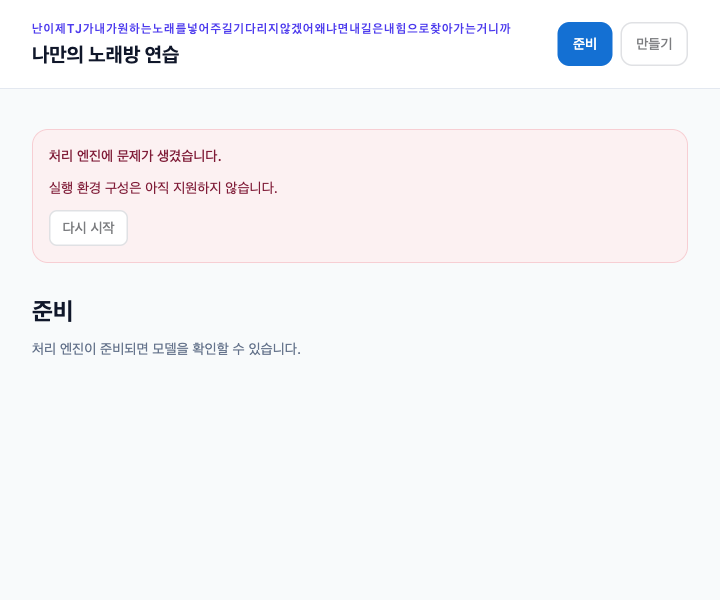 난이제TJ가내가원하는노래를넣어주길기다리지않겠어왜냐면내길은내힘으로찾아가는거니까
나만의 노래방 연습
준비
만들기
처리 엔진에 문제가 생겼습니다.
실행 환경 구성은 아직 지원하지 않습니다.
다시 시작
준비
처리 엔진이 준비되면 모델을 확인할 수 있습니다.